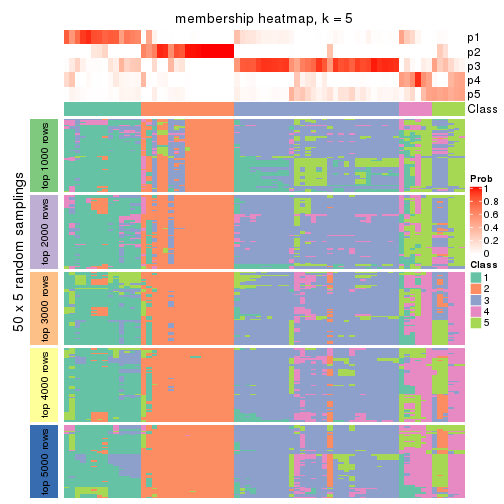 membership heatmap, k = 5
p1
p2
p3
p4
p5
Class
50 x 5 random samplings
top 1000 rows
top 2000 rows
top 3000 rows
top 4000 rows
top 5000 rows
Prob
1
0.8
0.6
0.4
0.2
0
Class
1
2
3
4
5